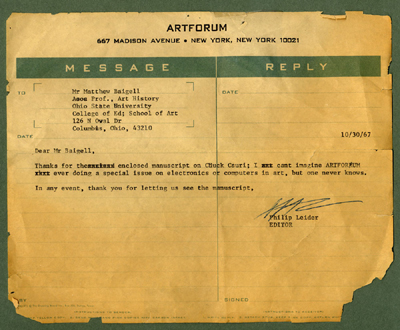 ARTFORUM
667 MADISON AVENUE • NEW YORK, NEW YORK 10021
MESSAGE REPLY
TO
Mr Matthew Baigell
Asoc Prof., Art History
Ohio State University
College of Ed; School of Art
126 N Oval Dr
Columbis, Ohio, 43210
DATE
DATE
10/30/67
Dear Mr Baigell,
Thanks for the enclosed manuscript on Chuck Csuri; I cant imagine ARTFORUM
ever doing a special issue on electronics or computers in art, but one never knows.
In any event, thank you for letting us see the manuscript.
Philip Leider
EDITOR
BY
SIGNED